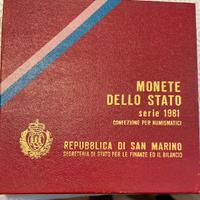 MONETE
DELLO STATO
serie 1981
CONFEZIONE PER NUMISMATICI
REPUBBLICA DI SAN MARINO
SEGRETERIA DI STATO PER LE FINANZE ED IL BILANCIO